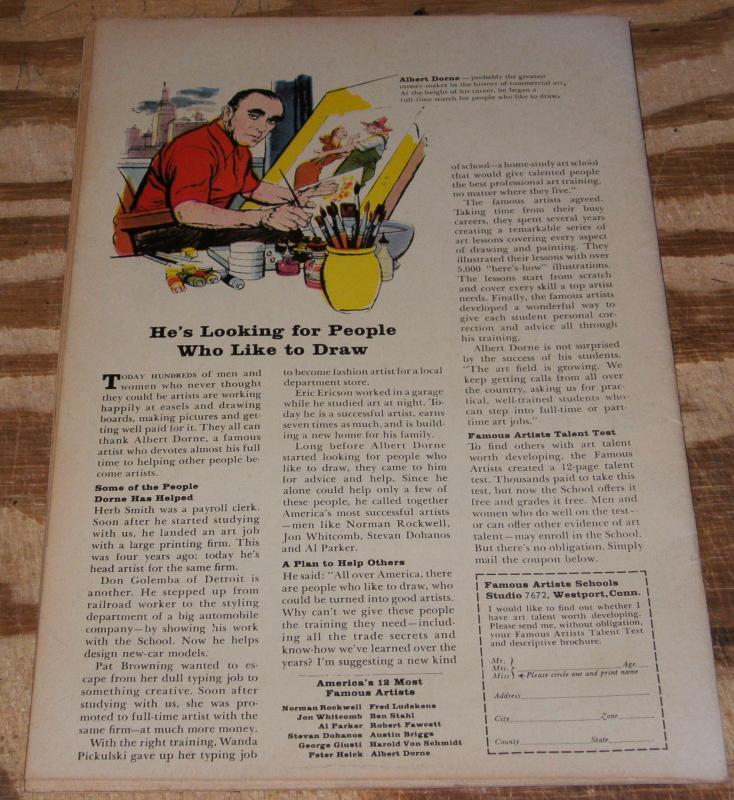 Albert Dorne — probably the greatest
money-maker in the history of commercial art.
At the height of his career, he began a
full-time search for people who like to draw.
He's Looking for People
Who Like to Draw
TODAY HUNDREDS of men and
women who never thought
they could be artists are working
happily at easels and drawing
boards, making pictures and get-
ting well paid for it. They all can
thank Albert Dorne, a famous
artist who devotes almost his full
time to helping other people be-
come artists.
Some of the People
Dorne Has Helped
Herb Smith was a payroll clerk.
Soon after he started studying
with us, he landed an art job
with a large printing firm. This
was four years ago; today he's
head artist for the same firm.
Don Golemba of Detroit is
another. He stepped up from
railroad worker to the styling
department of a big automobile
company—by showing his work
with the School. Now he helps
design new-car models.
Pat Browning wanted to es-
cape from her dull typing job to
something creative. Soon after
studying with us, she was pro-
moted to full-time artist with the
same firm—at much more money.
With the right training, Wanda
Pickulski gave up her typing job
to become fashion artist for a local
department store.
Eric Ericson worked in a garage
while he studied art at night. To-
day he is a successful artist, earns
seven times as much, and is build-
ing a new home for his family.
Long before Albert Dorne
started looking for people who
like to draw, they came to him
for advice and help. Since he
alone could help only a few of
these people, he called together
America's most successful artists
—men like Norman Rockwell,
Jon Whitcomb, Stevan Dohanos
and Al Parker.
A Plan to Help Others
He said: "All over America, there
are people who like to draw, who
could be turned into good artists.
Why can't we give these people
the training they need—includ-
ing all the trade secrets and
know-how we've learned over the
years? I'm suggesting a new kind
America's 12 Most
Famous Artists
Norman Rockwell
Jon Whitcomb
Al Parker
Stevan Dohanos
George Giusti
Peter Helck
Fred Ludekens
Ben Stahl
Robert Fawcett
Austin Briggs
Harold Von Schmidt
Albert Dorne
of school—a home-study art school
that would give talented people
the best professional art training,
no matter where they live."
The famous artists agreed.
Taking time from their busy
careers, they spent several years
creating a remarkable series of
art lessons covering every aspect
of drawing and painting. They
illustrated their lessons with over
5,000 "here's-how" illustrations.
The lessons start from scratch
and cover every skill a top artist
needs. Finally, the famous artists
developed a wonderful way to
give each student personal cor-
rection and advice all through
his training.
Albert Dorne is not surprised
by the success of his students.
"The art field is growing. We
keep getting calls from all over
the country, asking us for prac-
tical, well-trained students who
can step into full-time or part-
time art jobs."
Famous Artists Talent Test
To find others with art talent
worth developing, the Famous
Artists created a 12-page talent
test. Thousands paid to take this
test, but now the School offers it
free and grades it free. Men and
women who do well on the test—
or can offer other evidence of art
talent—may enroll in the School.
But there's no obligation. Simply
mail the coupon below.
Famous Artists Schools
Studio 7672, Westport, Conn.
I would like to find out whether I
have art talent worth developing.
Please send me, without obligation,
your Famous Artists Talent Test
and descriptive brochure.
Mr.
Mrs. Age
Miss Please circle one and print name
Address
City Zone
County State